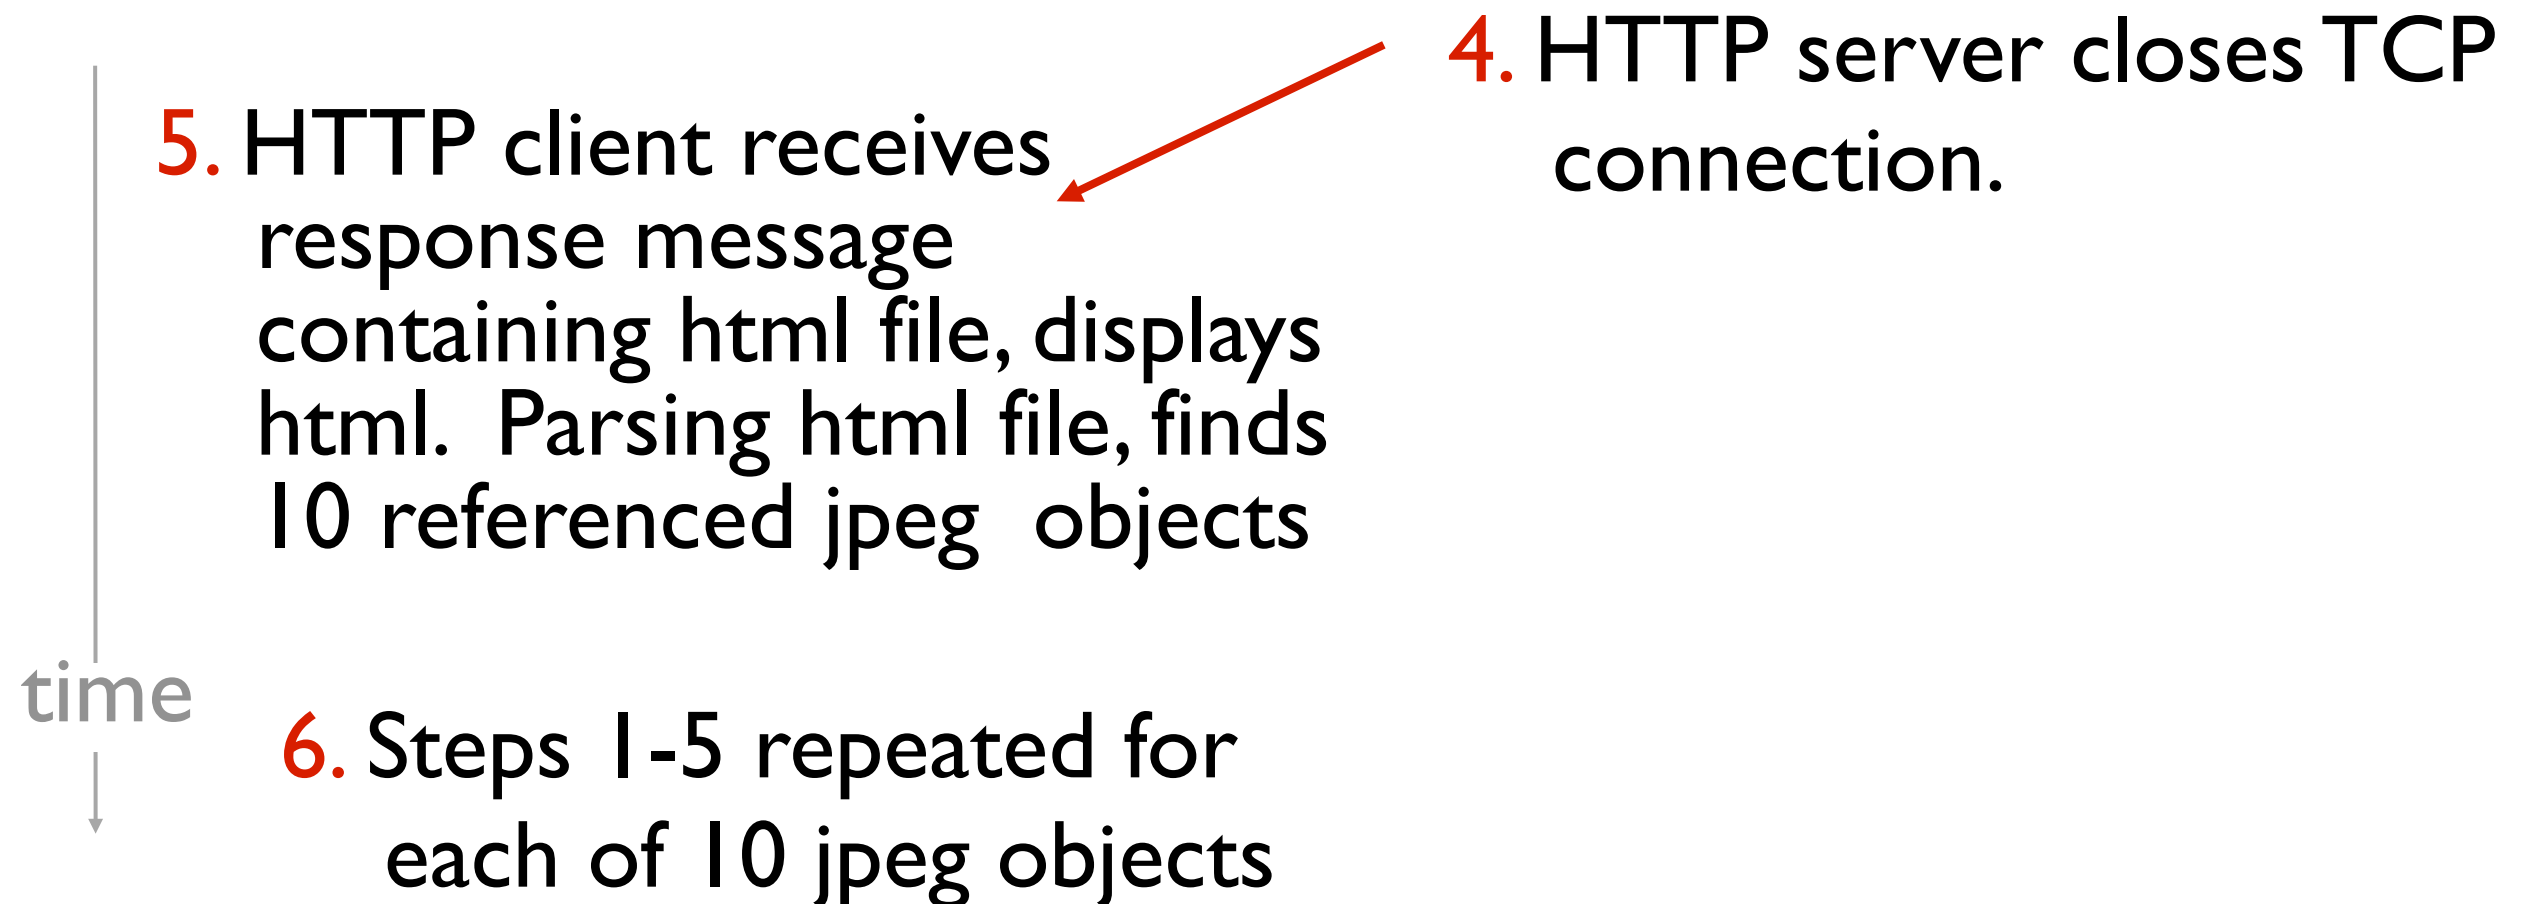 4. HTTP server closes TCP
connection.
5. HTTP client receives
response message
containing html file, displays
html.  Parsing html file, finds
10 referenced jpeg  objects
time
6. Steps 1-5 repeated for
each of 10 jpeg objects